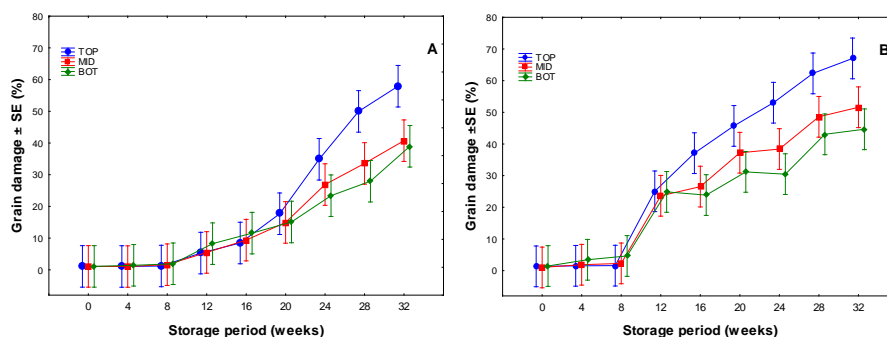 A
TOP
MID
BOT
80
70
60
50
40
30
20
10
0
Grain damage ± SE (%)
0 4 8 12 16 20 24 28 32
Storage period (weeks)
B
TOP
MID
BOT
80
70
60
50
40
30
20
10
0
Grain damage ±SE (%)
0 4 8 12 16 20 24 28 32
Storage period (weeks)